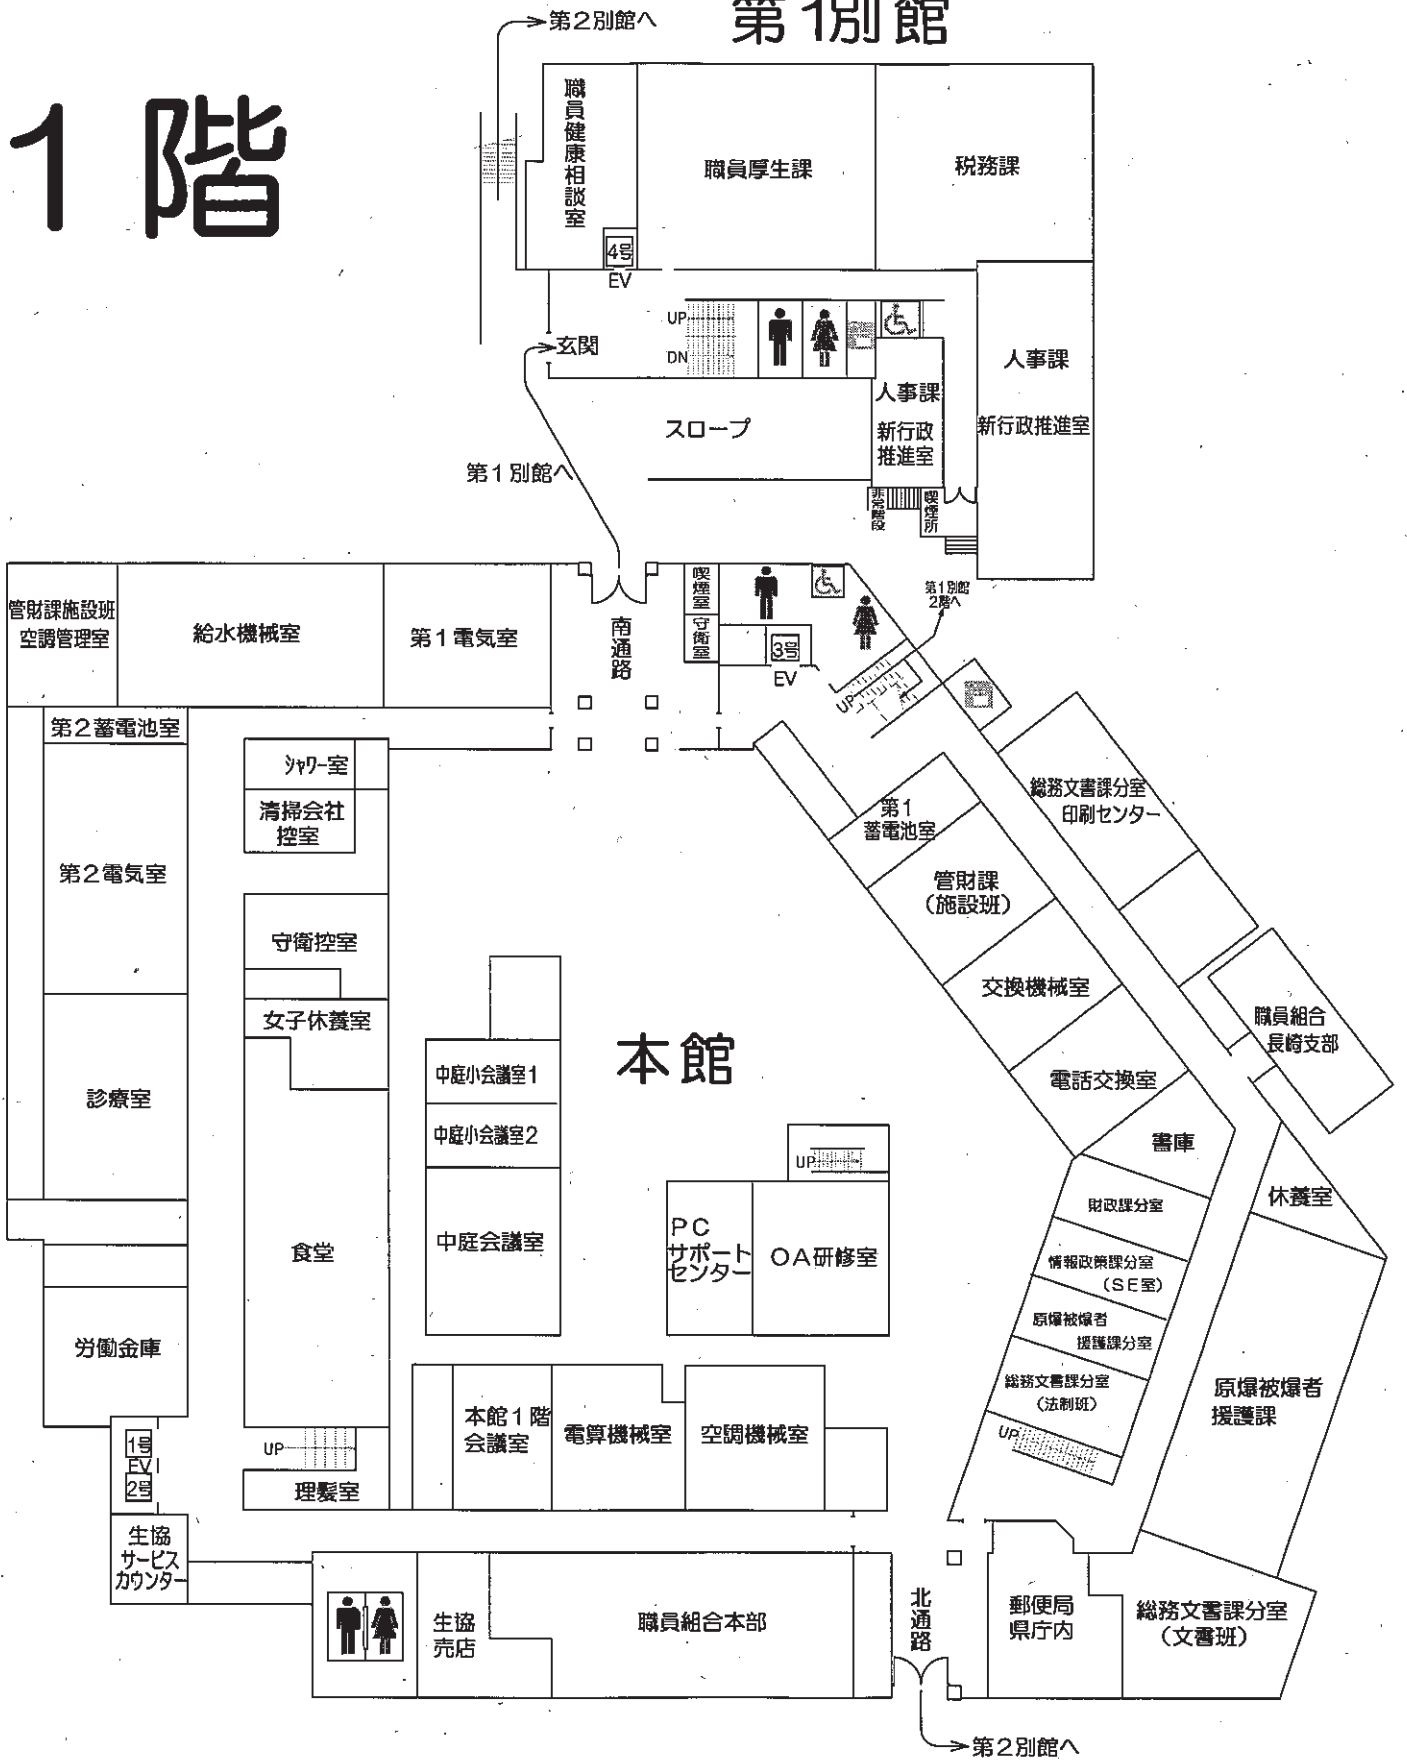 第2別館へ
第1別館
1階
職員健康相談室
職員厚生課
税務課
4号
EV
UP
DN
玄関
人事課
新行政推進室
人事課
新行政
推進室
スロープ
第1別館へ
非常階段
喫煙所
管財課施設班
空調管理室
給水機械室
第1電気室
南通路
喫煙室
守衛室
3号
EV
第1別館
2階へ
UP
第2蓄電池室
シャワー室
清掃会社
控室
第2電気室
守衛控室
女子休養室
診療室
食堂
労働金庫
1号
EV
2号
生協
サービス
カウンター
UP
理髪室
本館
中庭小会議室1
中庭小会議室2
中庭会議室
UP
PC
サポート
センター
OA研修室
本館1階
会議室
電算機械室
空調機械室
第1
蓄電池室
管財課
(施設班)
交換機械室
電話交換室
総務文書課分室
印刷センター
職員組合
長崎支部
書庫
休養室
財政課分室
情報政策課分室
(SE室)
原爆被爆者
援護課分室
総務文書課分室
(法制班)
UP
原爆被爆者
援護課
生協
売店
職員組合本部
北通路
郵便局
県庁内
総務文書課分室
(文書班)
第2別館へ